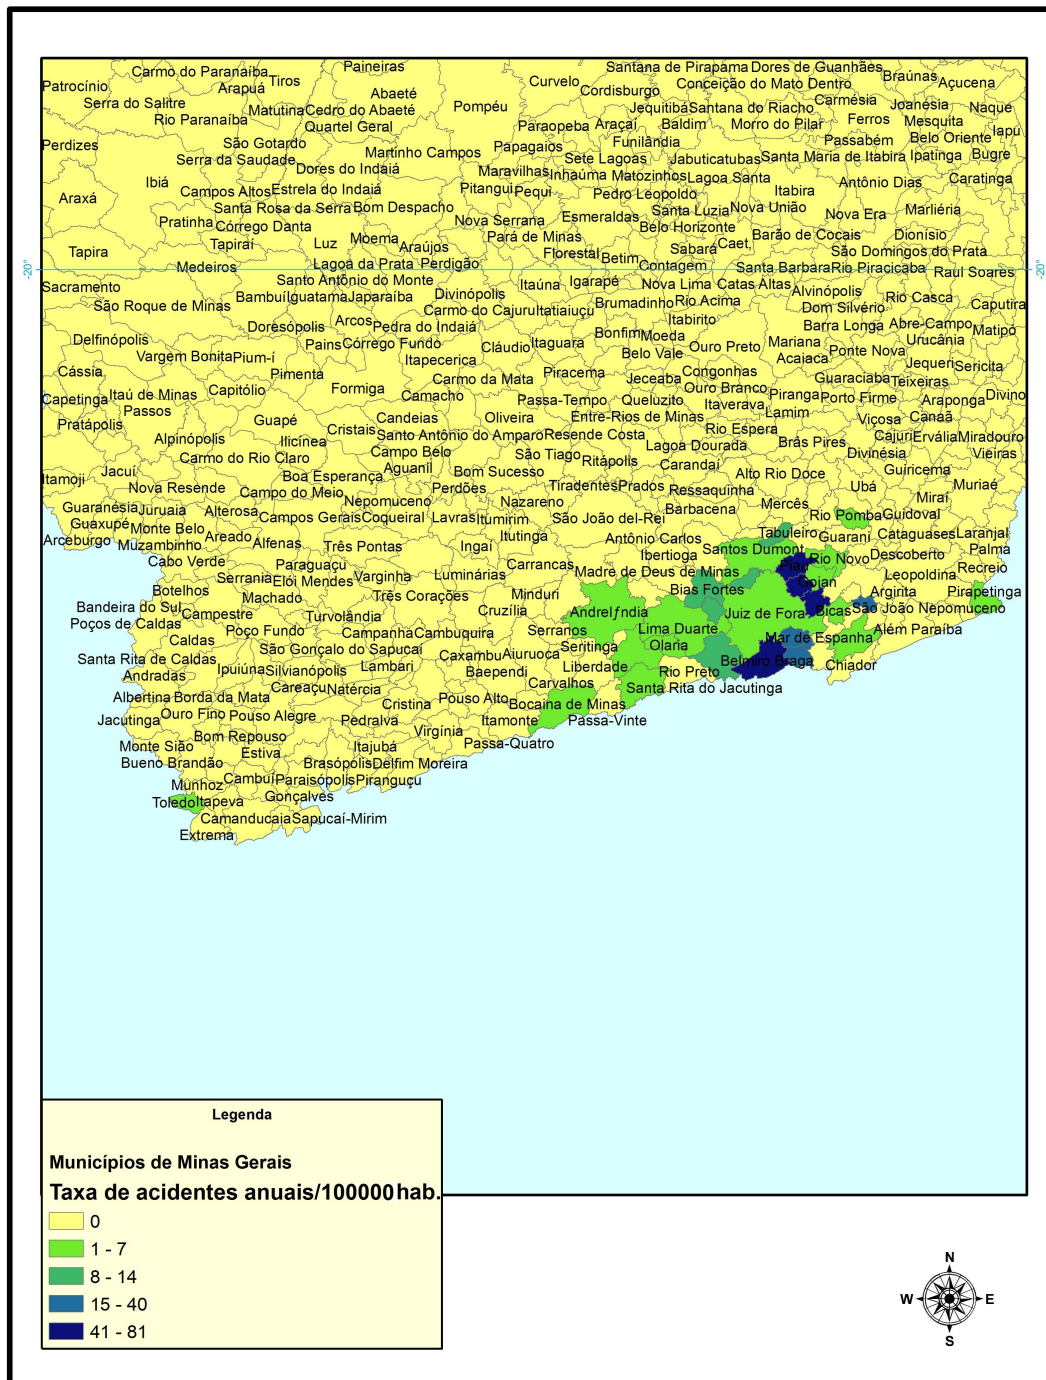 Paineiras
Santana de Pirapama Dores de Guanhães
Carmo do Paranaíba
Tiros
Curvelo
Conceição do Mato Dentro
Braúnas
Açucena
Patrocínio
Arapuá
Abaeté
Cordisburgo
Serra do Salitre
Matutina Cedro do Abaeté
Pompéu
Jequitibá Santana do Riacho
Carmésia
Joanésia
Naque
Rio Paranaíba
Quartel Geral
Paraopeba Araçaí
Baldim
Morro do Pilar
Ferros
Mesquita
Iapú
Perdizes
São Gotardo
Papagaios
Funilândia
Passabém
Belo Oriente
Serra da Saudade
Martinho Campos
Sete Lagoas
Jabuticatubas Santa Maria de Itabira Ipatinga
Bugre
Dores do Indaiá
Maravilhas Inhaúma Matozinhos Lagoa Santa
Caratinga
Ibiá
Campos Altos Estrela do Indaiá
Pitangui Pequi
Pedro Leopoldo
Itabira
Antônio Dias
Araxá
Santa Rosa da Serra Bom Despacho
Nova Serrana
Esmeraldas
Santa Luzia Nova União
Nova Era
Marliéria
Pratinha
Córrego Danta
Belo Horizonte
Tapiraí
Luz
Moema
Araújos
Pará de Minas
Barão de Cocais
Dionísio
Tapira
Florestal
Betim
Sabará
Caet,
São Domingos do Prata
-20°
Medeiros
Lagoa da Prata Perdigão
Contagem
Santa Bárbara Rio Piracicaba
Raul Soares
-20°
Sacramento
Santo Antônio do Monte
Itaúna
Igarapé
Nova Lima Catas Altas
Alvinópolis
São Roque de Minas
Bambuí Iguatama Japaraíba
Divinópolis
Brumadinho Rio Acima
Dom Silvério
Rio Casca
Caputira
Carmo do Cajuru Itatiaiuçu
Arcos
Pedra do Indaiá
Itabirito
Barra Longa
Abre-Campo
Matipó
Doresópolis
Bonfim Moeda
Delfinópolis
Pains Córrego Fundo
Cláudio
Itaguara
Ouro Preto
Mariana
Urucânia
Vargem Bonita Pium-í
Itapecerica
Belo Vale
Acaiaca
Ponte Nova
Jequeri
Sericita
Cássia
Pimenta
Carmo da Mata
Piracema
Jeceaba
Congonhas
Guaraciaba Teixeiras
Capitólio
Formiga
Camacho
Ouro Branco
Piranga
Porto Firme
Araponga
Divino
Capetinga
Itaú de Minas
Passa-Tempo
Queluzito
Itaverava
Lamim
Passos
Guapé
Candeias
Oliveira
Entre-Rios de Minas
Viçosa
Canaã
Pratápolis
Cristais
Santo Antônio do Amparo Resende Costa
Rio Espera
Brás Pires
Cajuri Ervália Miradouro
Alpinópolis
Ilicínea
Lagoa Dourada
Divinésia
Vieiras
Carmo do Rio Claro
Campo Belo
São Tiago
Ritápolis
Carandaí
Jacuí
Boa Esperança
Aguanil
Bom Sucesso
Alto Rio Doce
Guiricema
Itamoji
Nova Resende
Campo do Meio
Perdões
Tiradentes Prados
Ressaquinha
Ubá
Miraí
Muriaé
Guaranésia
Juruaia
Alterosa
Nepomuceno
Nazareno
Barbacena
Mercês
Guaxupé
Monte Belo
Campos Gerais Coqueiral
Lavras Itumirim
São João del-Rei
Rio Pomba Guidoval
Arceburgo
Muzambinho
Areado
Alfenas
Três Pontas
Ingaí
Itutinga
Antônio Carlos
Tabuleiro
Guarani
Cataguases Laranjal
Cabo Verde
Paraguaçu
Carrancas
Ibertioga
Santos Dumont
Rio Novo
Descoberto
Palma
Serrania
Elói Mendes
Varginha
Luminárias
Madre de Deus de Minas
Piau
Goian
Leopoldina
Recreio
Botelhos
Machado
Três Corações
Minduri
Bias Fortes
Argirita
Pirapetinga
Bandeira do Sul
Campestre
Turvolândia
Cruzília
Andrelƒndia
Juiz de Fora
Bicas
São João Nepomuceno
Poços de Caldas
Poço Fundo
Campanha
Cambuquira
Serranos
Lima Duarte
Além Paraíba
Caldas
São Gonçalo do Sapucaí
Caxambu
Aiuruoca
Seritinga
Olaria
Mar de Espanha
Santa Rita de Caldas
Ipuiúna Silvianópolis
Lambari
Baependi
Liberdade
Rio Preto
Belmiro Braga
Chiador
Andradas
Careaçu
Natércia
Carvalhos
Santa Rita do Jacutinga
Albertina
Borda da Mata
Cristina
Pouso Alto
Bocaina de Minas
Jacutinga
Ouro Fino
Pouso Alegre
Pedralva
Itamonte
Passa-Vinte
Monte Sião
Bom Repouso
Virgínia
Passa-Quatro
Bueno Brandão
Estiva
Itajubá
Brasópolis
Delfim Moreira
Munhoz
Cambuí
Paraisópolis
Piranguçu
Toledo
Itapeva
Gonçalves
Camanducaia
Sapucaí-Mirim
Extrema
Legenda
Municípios de Minas Gerais
Taxa de acidentes anuais/100000 hab.
0
1 - 7
8 - 14
15 - 40
41 - 81
N
W
E
S